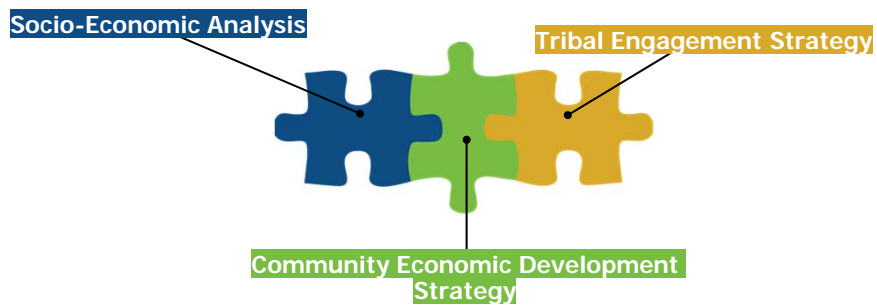 Socio-Economic Analysis
Tribal Engagement Strategy
Community Economic Development
Strategy